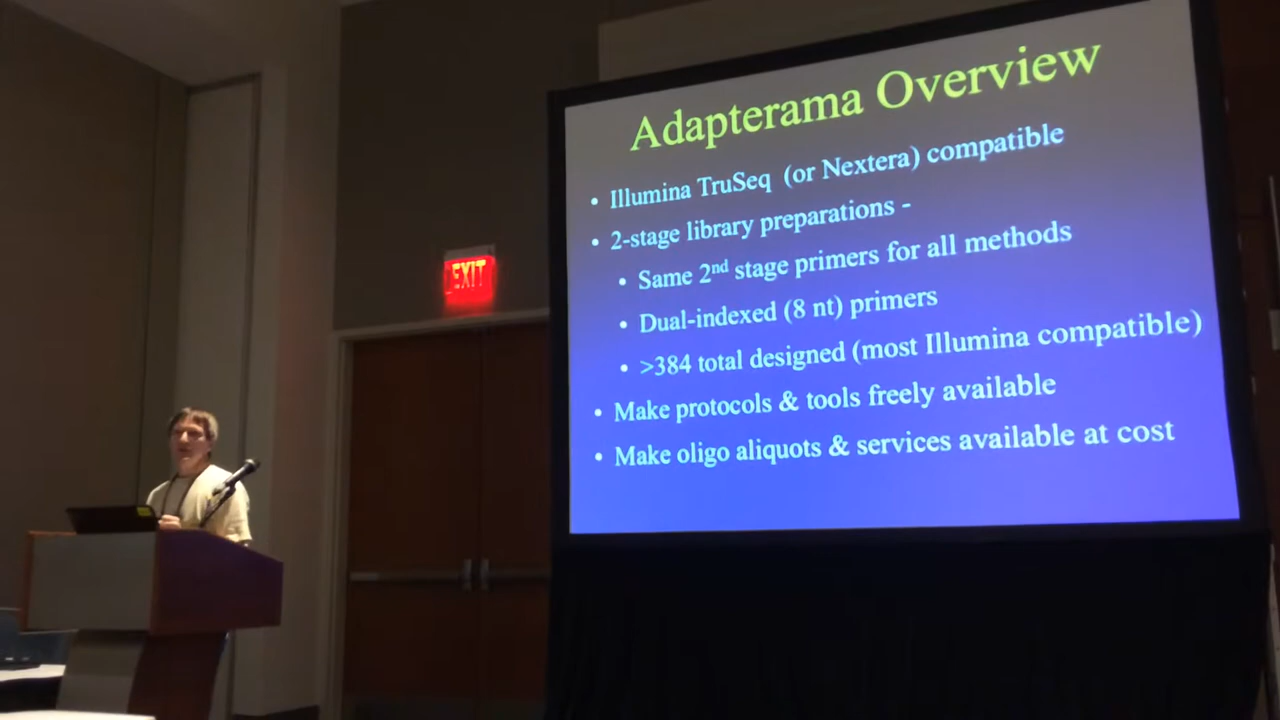 Adapterama Overview
• Illumina TruSeq (or Nextera) compatible
• 2-stage library preparations -
• Same 2nd stage primers for all methods
• Dual-indexed (8 nt) primers
• >384 total designed (most Illumina compatible)
• Make protocols & tools freely available
• Make oligo aliquots & services available at cost
EXIT